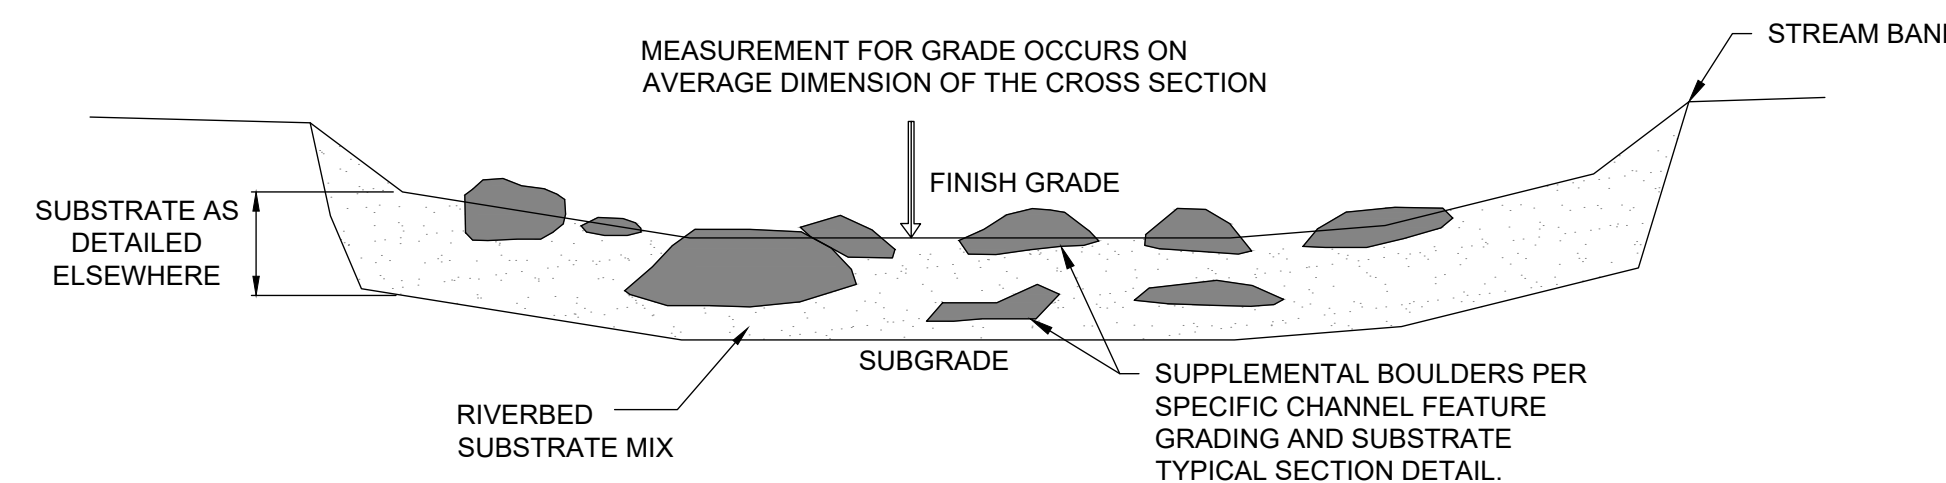 MEASUREMENT FOR GRADE OCCURS ON
AVERAGE DIMENSION OF THE CROSS SECTION
STREAM
FINISH GRADE
SUBSTRATE AS
DETAILED
ELSEWHERE
SUBGRADE
RIVERBED
SUBSTRATE MIX
SUPPLEMENTAL BOULDERS PER
SPECIFIC CHANNEL FEATURE
GRADING AND SUBSTRATE
TYPICAL SECTION DETAIL.